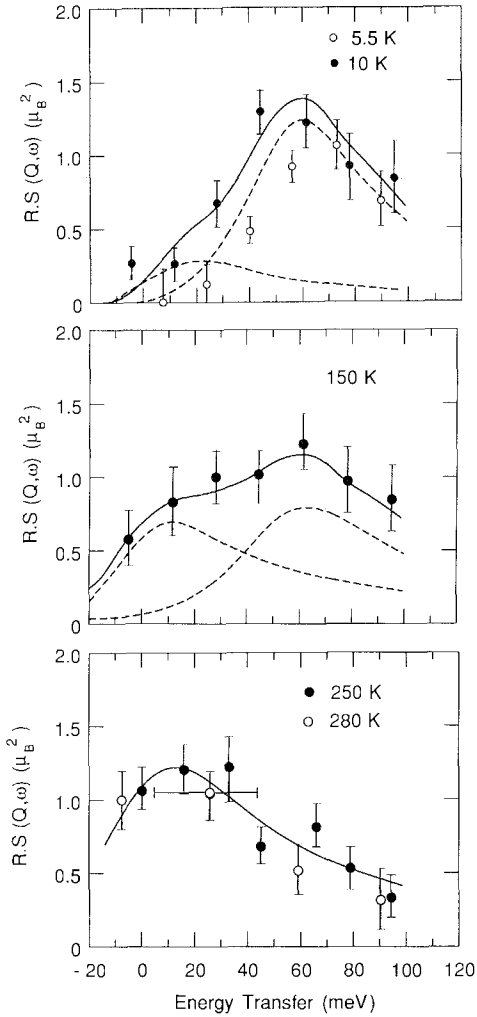 2.0
○ 5.5 K
● 10 K
1.5
1.0
0.5
0
R.S (Q,ω) (μB²)
2.0
150 K
1.5
1.0
0.5
0
R.S (Q,ω) (μB²)
2.0
● 250 K
○ 280 K
1.5
1.0
0.5
0
R.S (Q,ω) (μB²)
-20 0 20 40 60 80 100 120
Energy Transfer (meV)